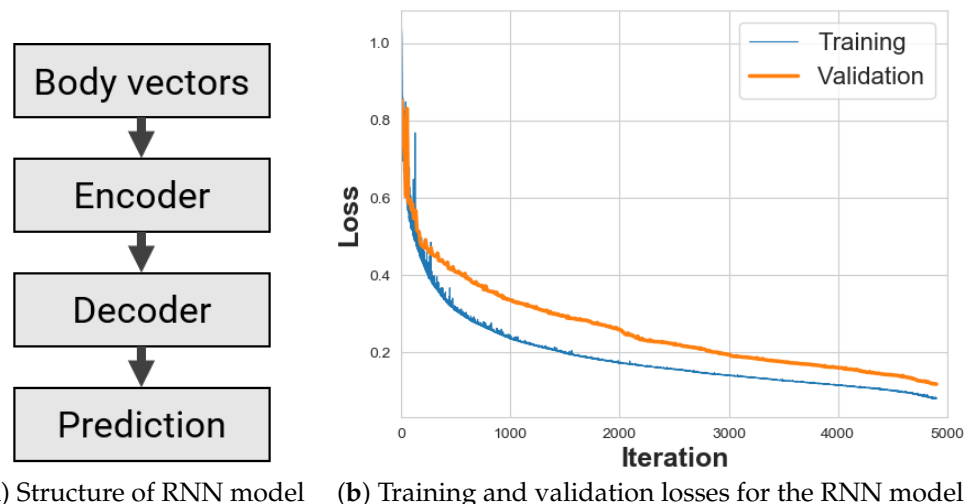 Body vectors
Encoder
Decoder
Prediction
) Structure of RNN model
Training
Validation
1.0
0.8
0.6
0.4
0.2
Loss
0 1000 2000 3000 4000 5000
Iteration
(b) Training and validation losses for the RNN model